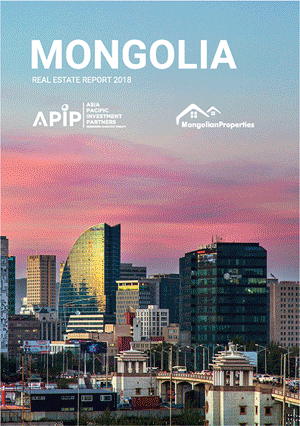 MONGOLIA
REAL ESTATE REPORT 2018
APIP
ASIA
PACIFIC
INVESTMENT
PARTNERS
MongolianProperties